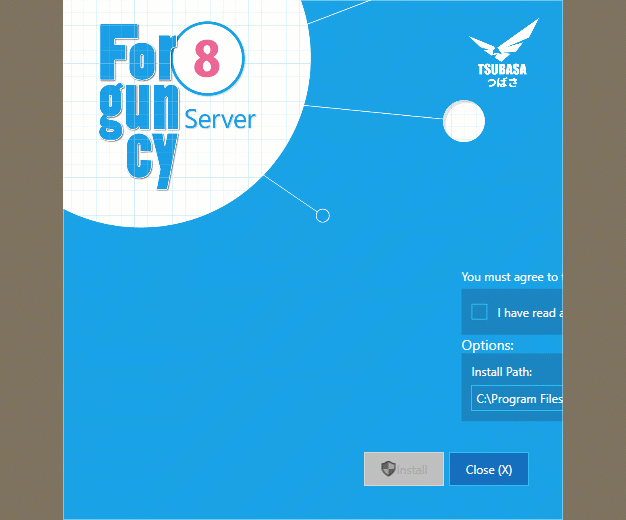 For 8
gun Server
cy
TSUBASA
つばさ
You must agree to
I have read
Options:
Install Path:
C:\Program Files
Install
Close (X)